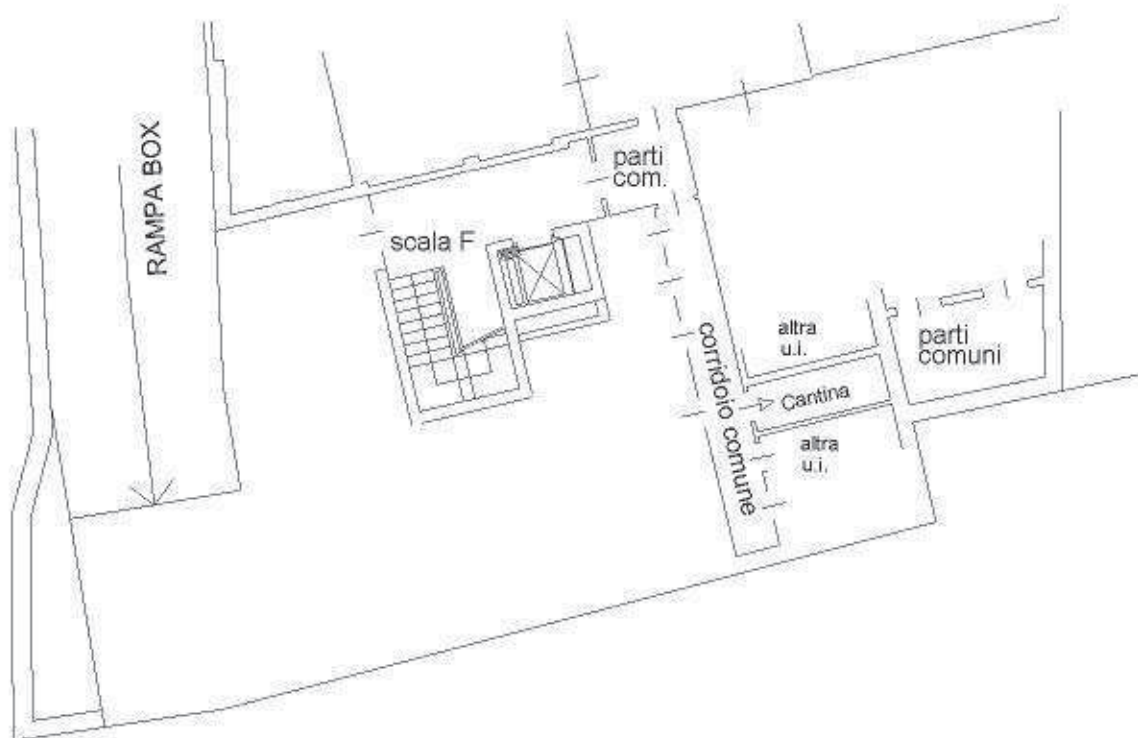 RAMPA BOX
parti
com.
scala F
corridoio comune
altra
u.i.
parti
comuni
Cantina
altra
u.i.